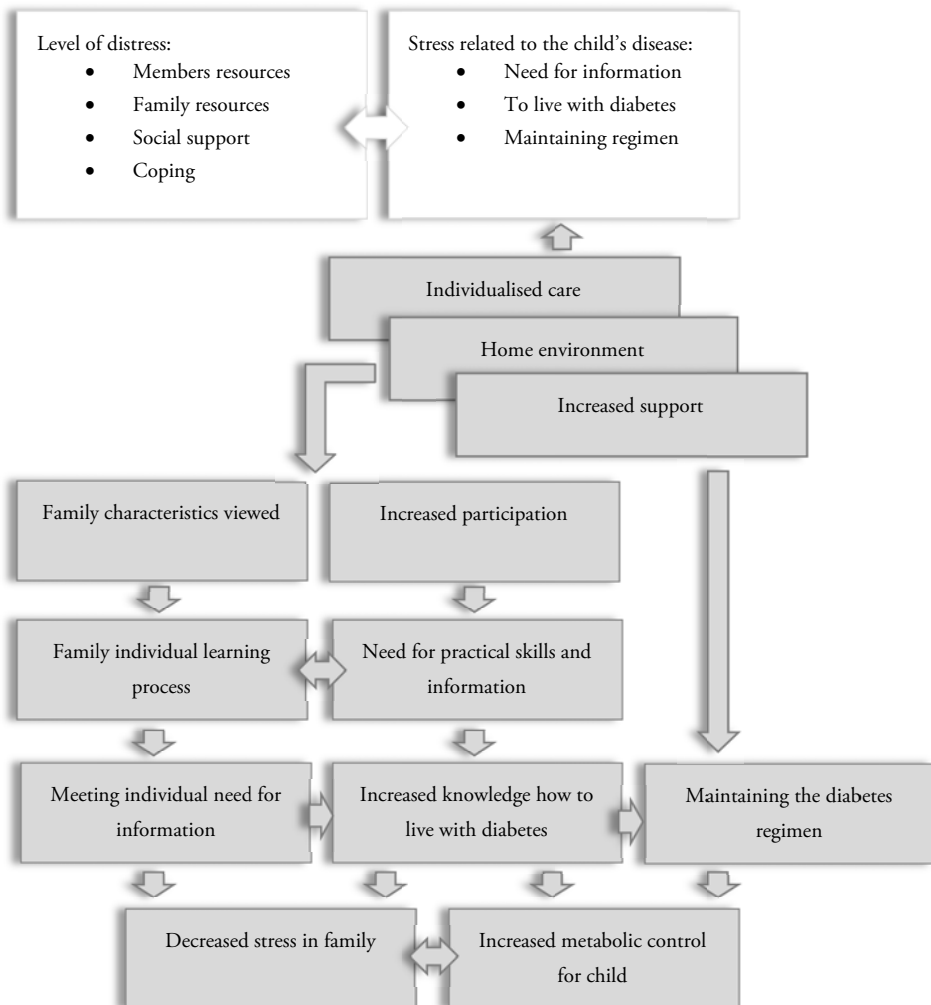 Level of distress:
• Members resources
• Family resources
• Social support
• Coping
Stress related to the child’s disease:
• Need for information
• To live with diabetes
• Maintaining regimen
Individualised care
Home environment
Increased support
Family characteristics viewed
Increased participation
Family individual learning
process
Need for practical skills and
information
Meeting individual need for
information
Increased knowledge how to
live with diabetes
Maintaining the diabetes
regimen
Decreased stress in family
Increased metabolic control
for child